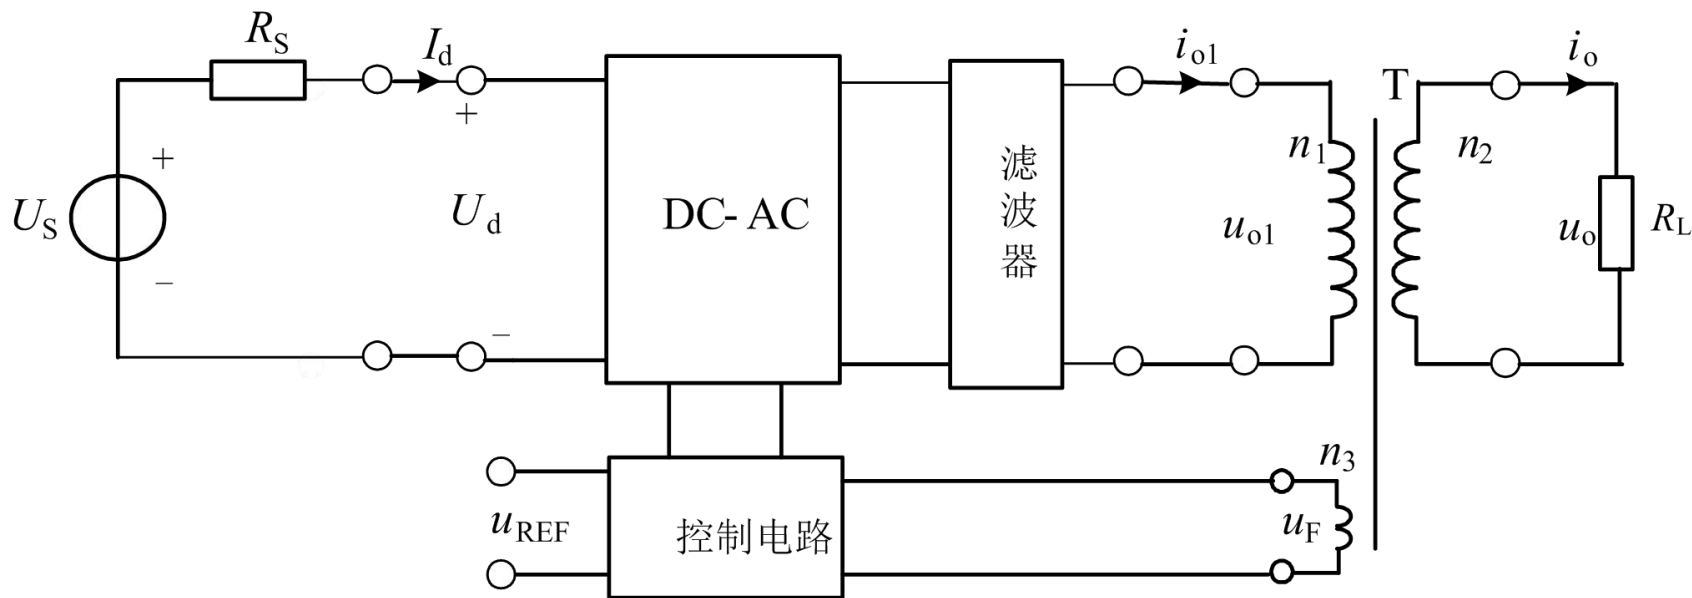 R_S
I_d
i_o1
i_o
T
+
+
n_1
n_2
U_S
U_d
DC-AC
滤波器
u_o1
u_o
R_L
−
−
n_3
u_REF
控制电路
u_F